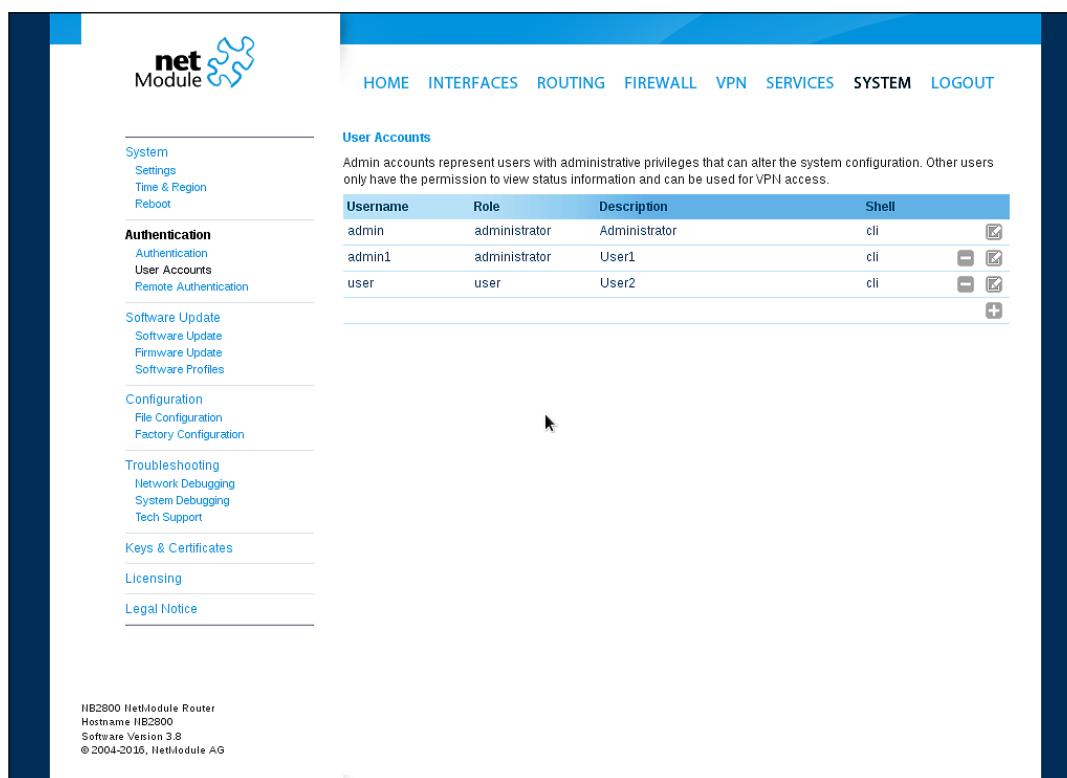 net
Module
HOME INTERFACES ROUTING FIREWALL VPN SERVICES SYSTEM LOGOUT
System
Settings
Time & Region
Reboot
Authentication
Authentication
User Accounts
Remote Authentication
Software Update
Software Update
Firmware Update
Software Profiles
Configuration
File Configuration
Factory Configuration
Troubleshooting
Network Debugging
System Debugging
Tech Support
Keys & Certificates
Licensing
Legal Notice
User Accounts
Admin accounts represent users with administrative privileges that can alter the system configuration. Other users
only have the permission to view status information and can be used for VPN access.
Username Role Description Shell
admin administrator Administrator cli
admin1 administrator User1 cli
user user User2 cli
NB2800 NetModule Router
Hostname NB2800
Software Version 3.8
© 2004-2016, NetModule AG